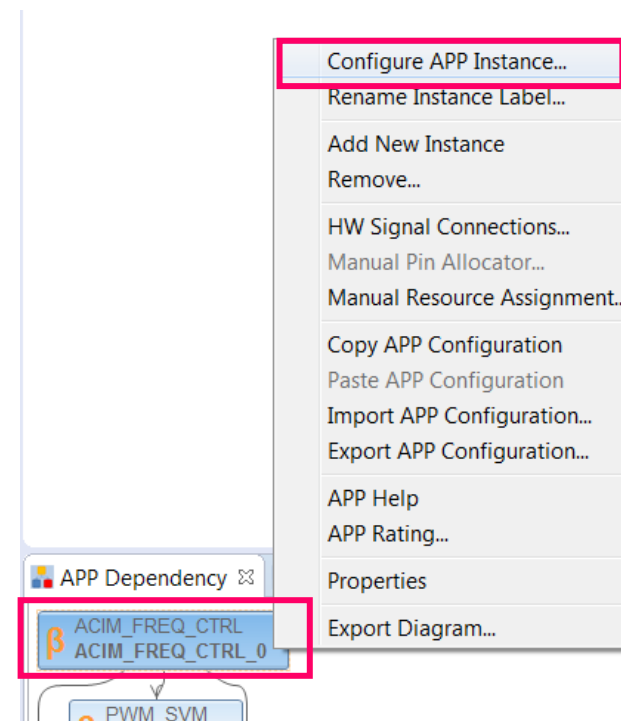 Configure APP Instance...
Rename Instance Label...
Add New Instance
Remove...
HW Signal Connections...
Manual Pin Allocator...
Manual Resource Assignment..
Copy APP Configuration
Paste APP Configuration
Import APP Configuration...
Export APP Configuration...
APP Help
APP Rating...
Properties
Export Diagram...
APP Dependency
β ACIM_FREQ_CTRL
ACIM_FREQ_CTRL_0
PWM_SVM